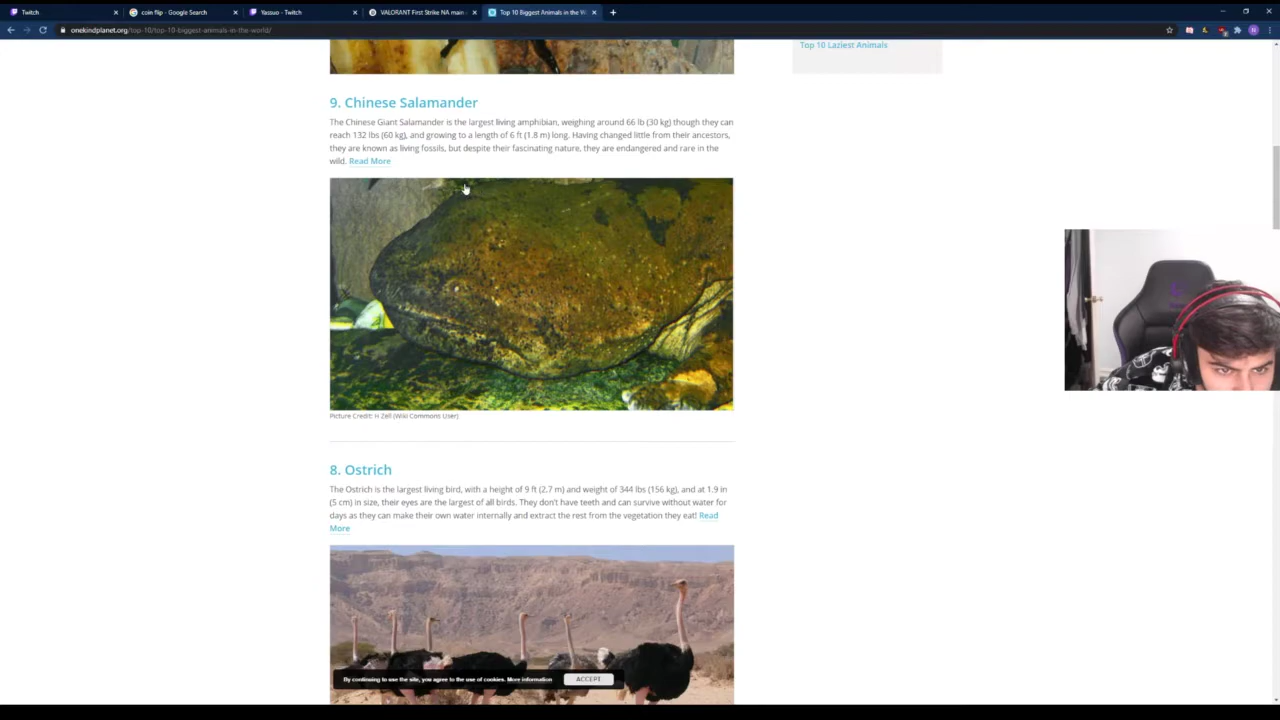 Twitch
coin flip - Google Search
Yassuo - Twitch
VALORANT First Strike NA main
Top 10 Biggest Animals in the W
onekindplanet.org/top-10/top-10-biggest-animals-in-the-world/
Top 10 Laziest Animals
9. Chinese Salamander
The Chinese Giant Salamander is the largest living amphibian, weighing around 66 lb (30 kg) though they can
reach 132 lbs (60 kg), and growing to a length of 6 ft (1.8 m) long. Having changed little from their ancestors,
they are known as living fossils, but despite their fascinating nature, they are endangered and rare in the
wild. Read More
Picture Credit: H Zell (Wiki Commons User)
8. Ostrich
The Ostrich is the largest living bird, with a height of 9 ft (2,7 m) and weight of 344 lbs (156 kg), and at 1.9 in
(5 cm) in size, their eyes are the largest of all birds. They don't have teeth and can survive without water for
days as they can make their own water internally and extract the rest from the vegetation they eat! Read
More
By continuing to use the site, you agree to the use of cookies. More information
ACCEPT